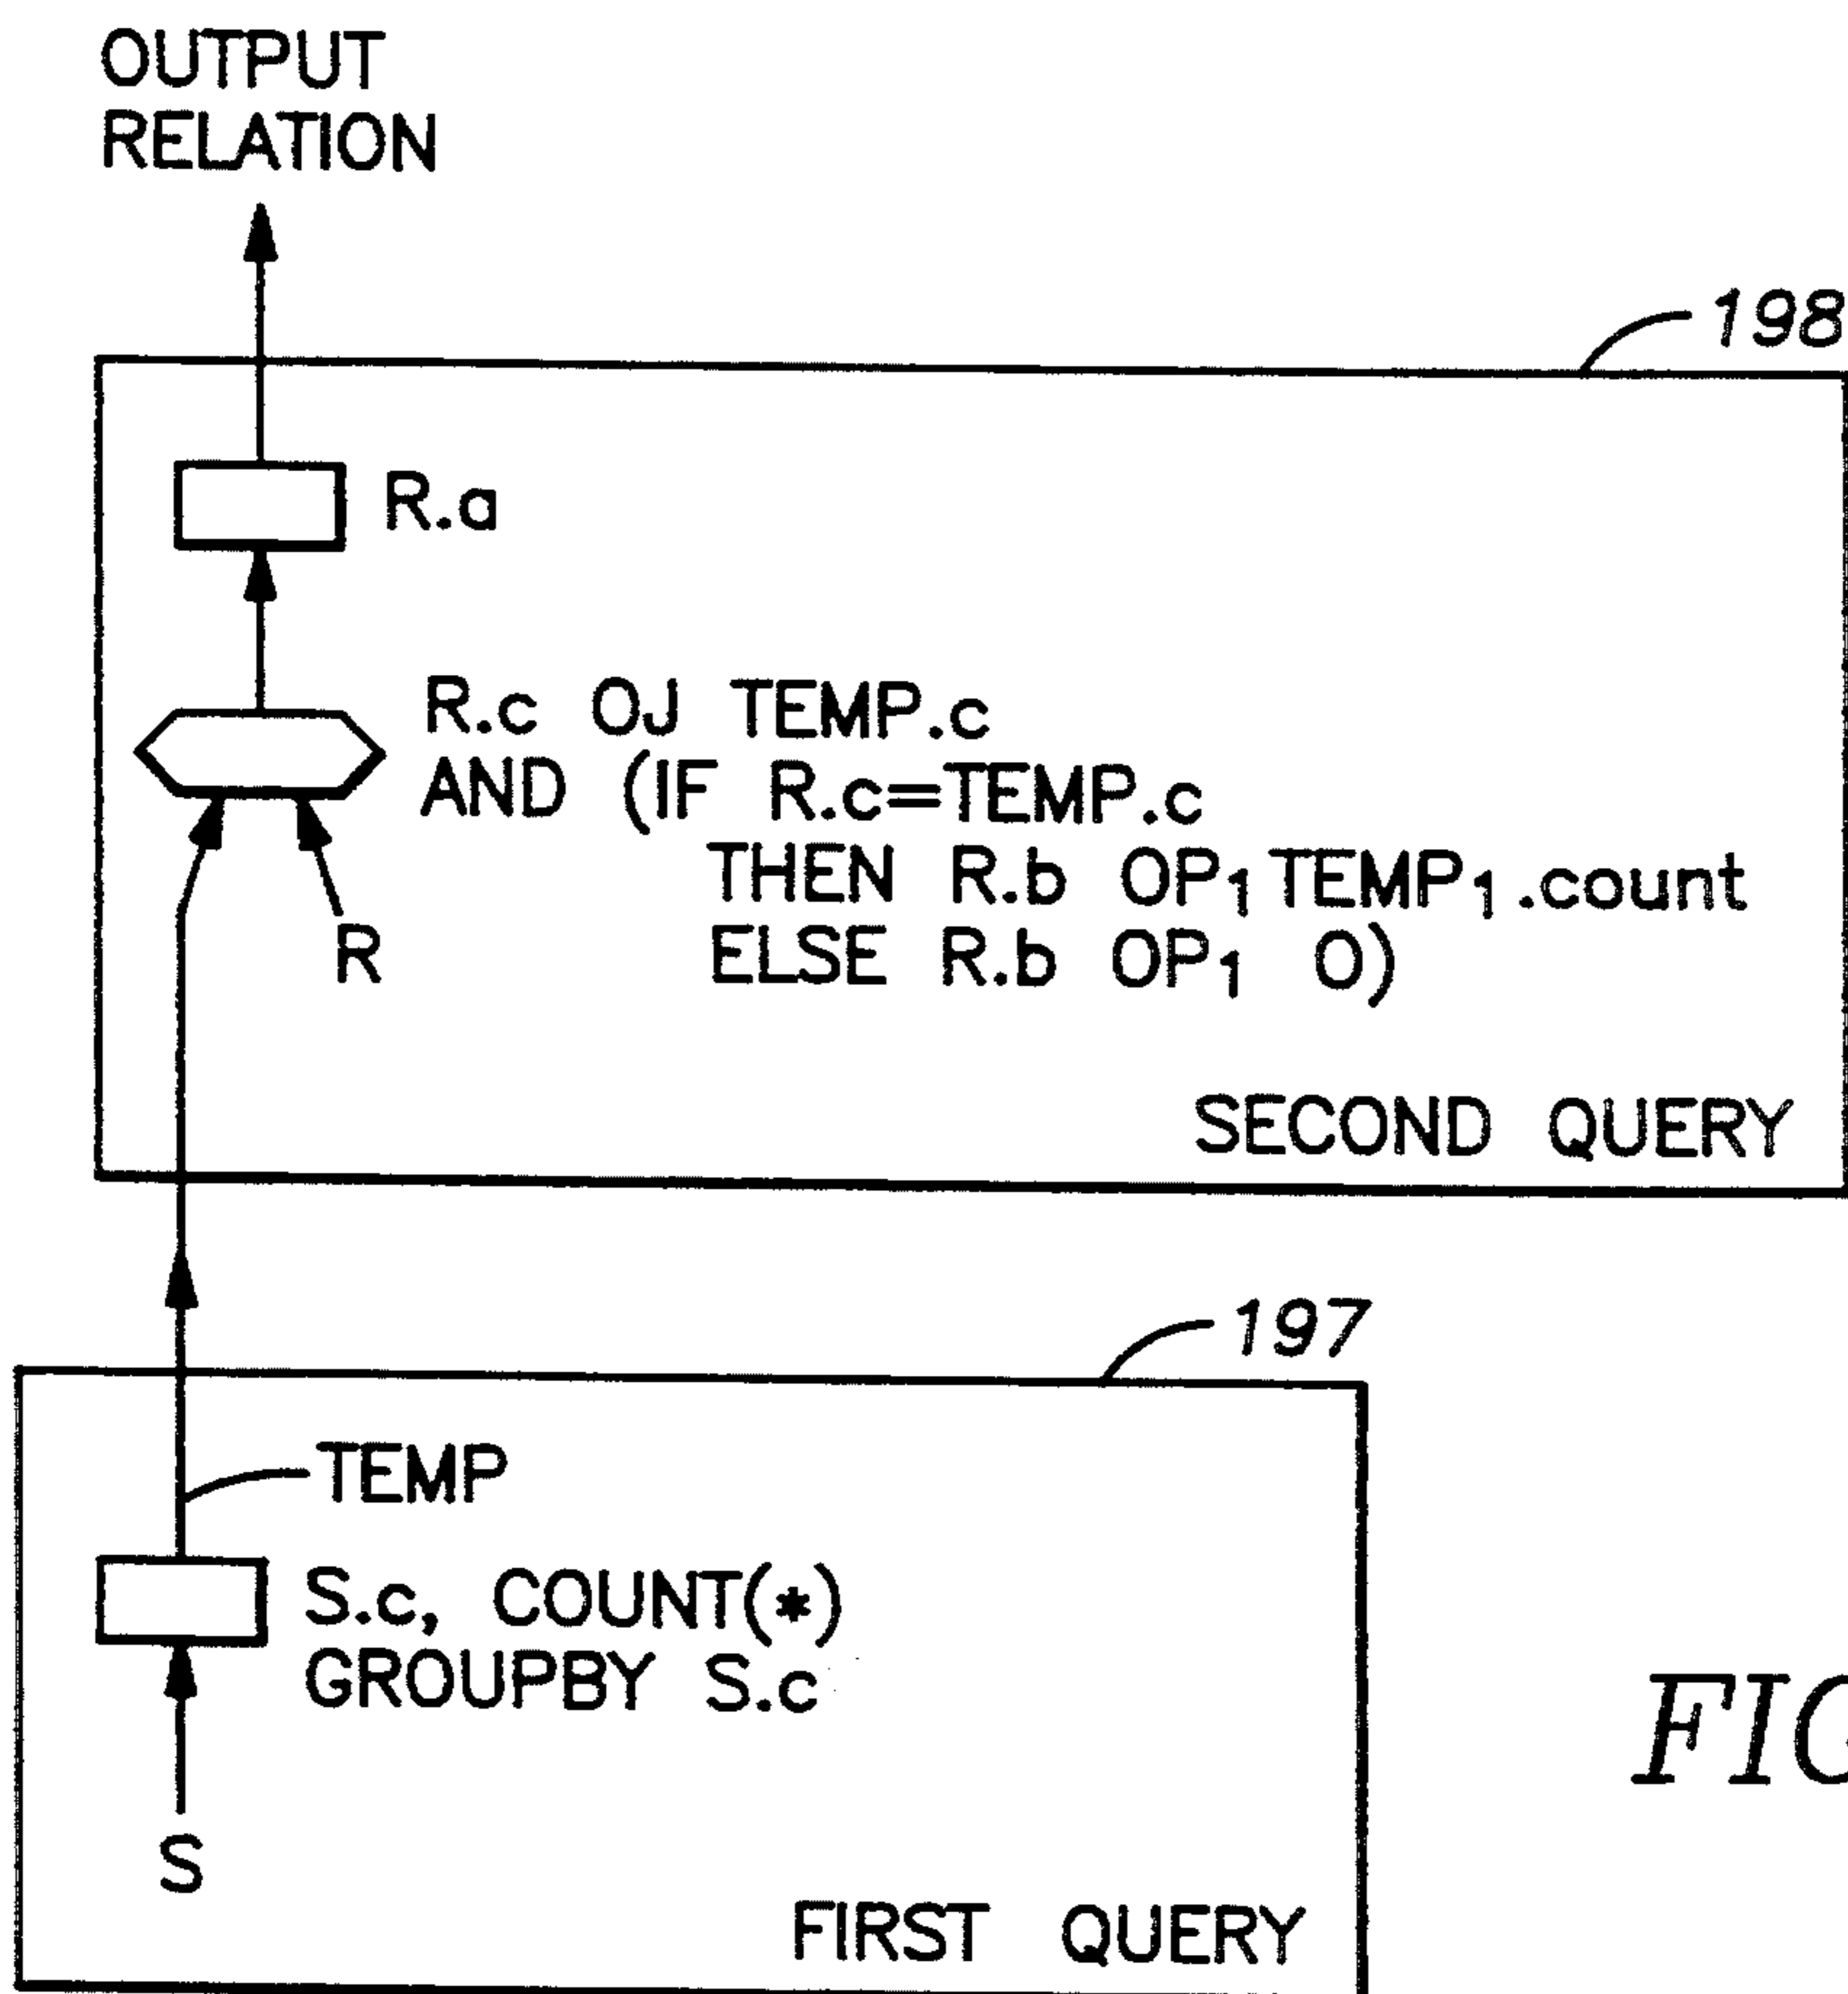 OUTPUT
RELATION
198
R.a
R.c OJ TEMP.c
AND (IF R.c=TEMP.c
THEN R.b OP₁ TEMP₁.count
ELSE R.b OP₁ 0)
R
SECOND QUERY
197
TEMP
S.c, COUNT(*)
GROUPBY S.c
S
FIRST QUERY
FIG